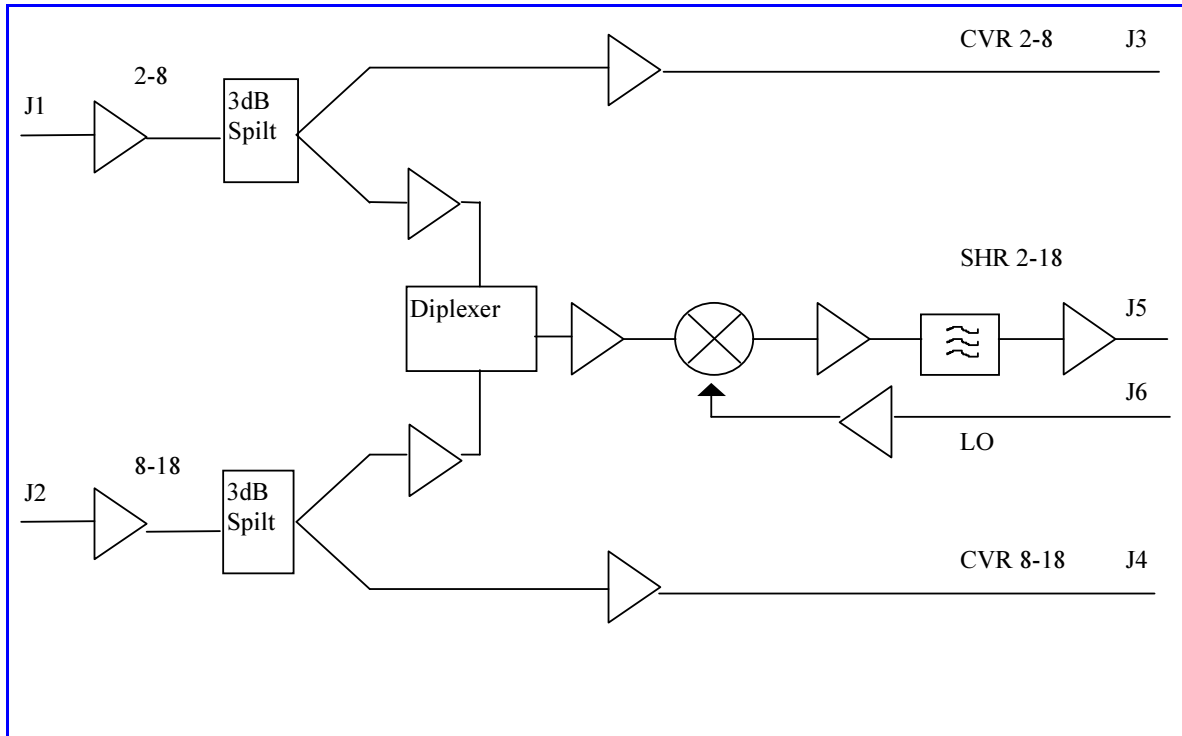 CVR 2-8
J3
2-8
J1
3dB
Spilt
SHR 2-18
Diplexer
J5
J6
LO
8-18
J2
3dB
Spilt
CVR 8-18
J4